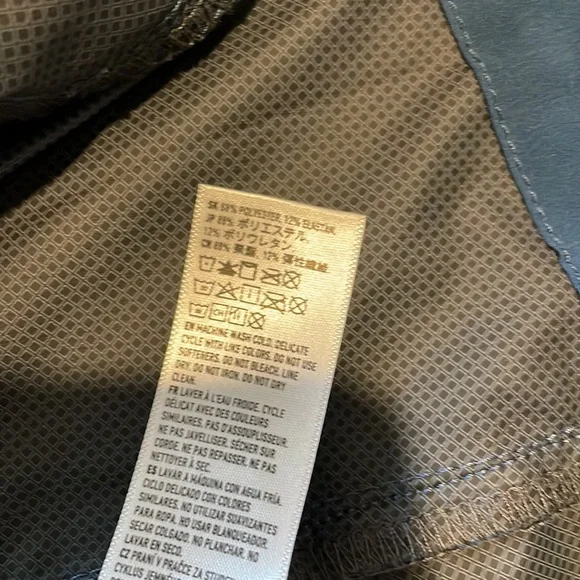 SK 88% POLYESTER, 12% ELASTAN,
JP 88% ポリエステル,
12% ポリウレタン
CN 88% 聚酯, 12% 弹性纤维
EN MACHINE WASH COLD. DELICATE
CYCLE WITH LIKE COLORS. DO NOT USE
SOFTENERS. DO NOT BLEACH. LINE
DRY. DO NOT IRON. DO NOT DRY
CLEAN.
FR LAVER À L'EAU FROIDE. CYCLE
DÉLICAT AVEC DES COULEURS
SIMILAIRES. PAS D'ASSOUPLISSEUR.
NE PAS JAVELLISER. SÉCHER SUR
CORDE. NE PAS REPASSER. NE PAS
NETTOYER À SEC.
ES LAVAR A MÁQUINA CON AGUA FRÍA.
CICLO DELICADO CON COLORES
SIMILARES. NO UTILIZAR SUAVIZANTES
PARA ROPA. NO USAR BLANQUEADOR.
SECAR COLGADO. NO PLANCHAR. NO
LAVAR EN SECO.
CZ PRANÍ V PRAČCE ZA STUDENA
CYKLUS